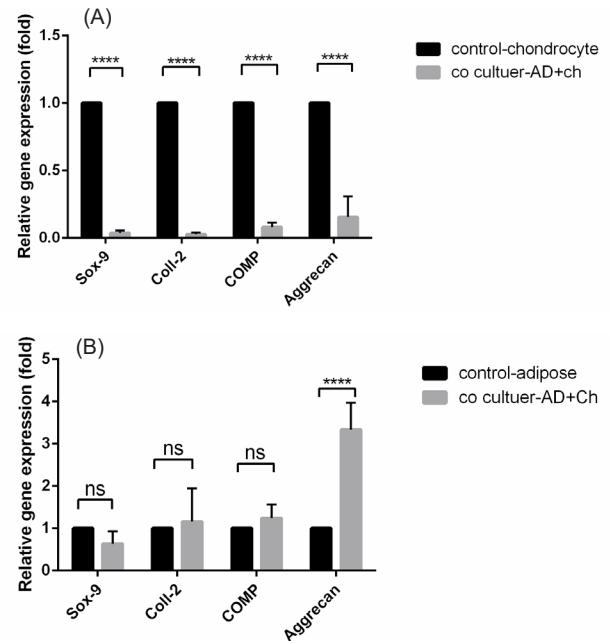 (A)
Relative gene expression (fold)
1.5
1.0
0.5
0.0
****
****
****
****
Sox-9
Coll-2
COMP
Aggrecan
control-chondrocyte
co cultuer-AD+ch
(B)
Relative gene expression (fold)
5
4
3
2
1
0
ns
ns
ns
****
Sox-9
Coll-2
COMP
Aggrecan
control-adipose
co cultuer-AD+Ch